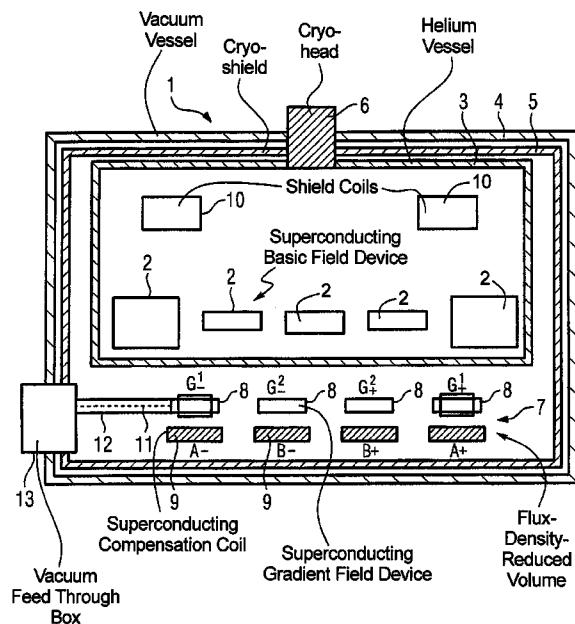 Vacuum
Vessel
Cryo-
shield
Cryo-
head
Helium
Vessel
1
6
3
4
5
Shield Coils
10
10
Superconducting
Basic Field Device
2
2
2
2
2
G¹₋
8
G²₋
8
G²₊
8
G¹₊
8
7
12
11
A–
B–
B+
A+
13
9
9
Superconducting
Compensation Coil
Superconducting
Gradient Field Device
Flux-
Density-
Reduced
Volume
Vacuum
Feed Through
Box